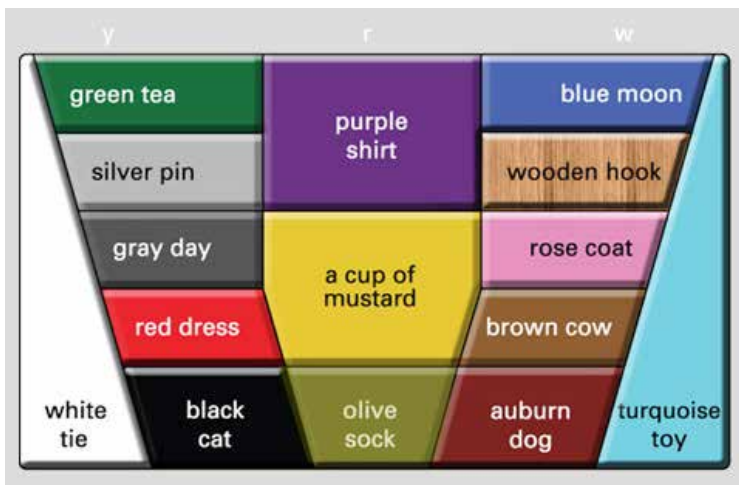 y r w
green tea
purple
shirt
blue moon
silver pin
wooden hook
gray day
a cup of
mustard
rose coat
red dress
brown cow
white
tie
black
cat
olive
sock
auburn
dog
turquoise
toy